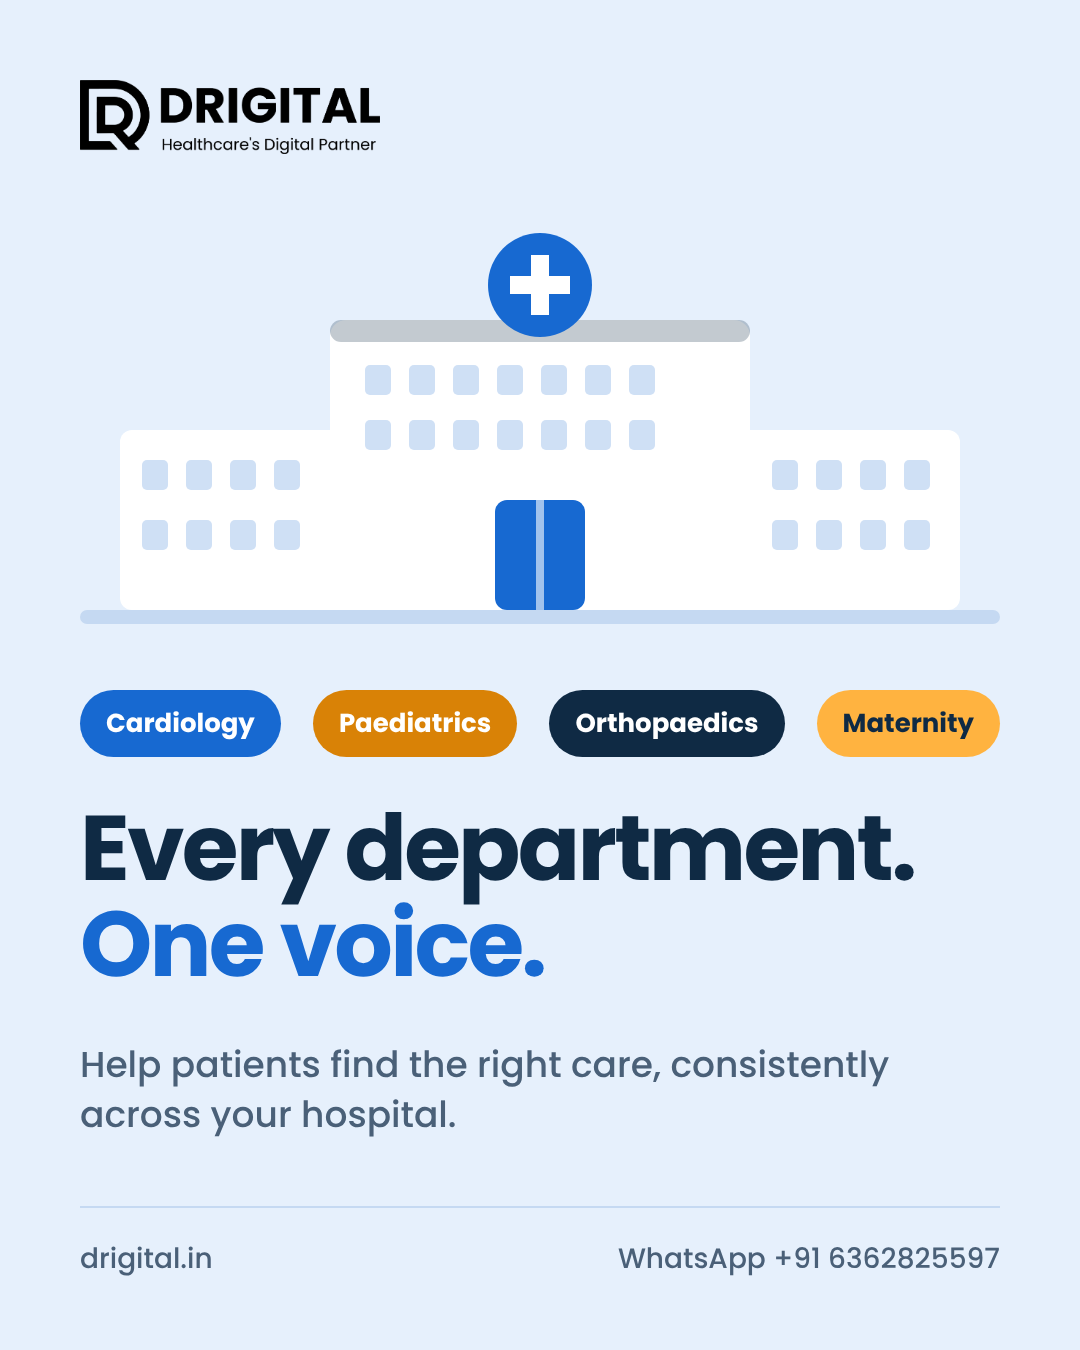 DRIGITAL
Healthcare's Digital Partner
Cardiology Paediatrics Orthopaedics Maternity
Every department.
One voice.
Help patients find the right care, consistently
across your hospital.
drigital.in WhatsApp +91 6362825597